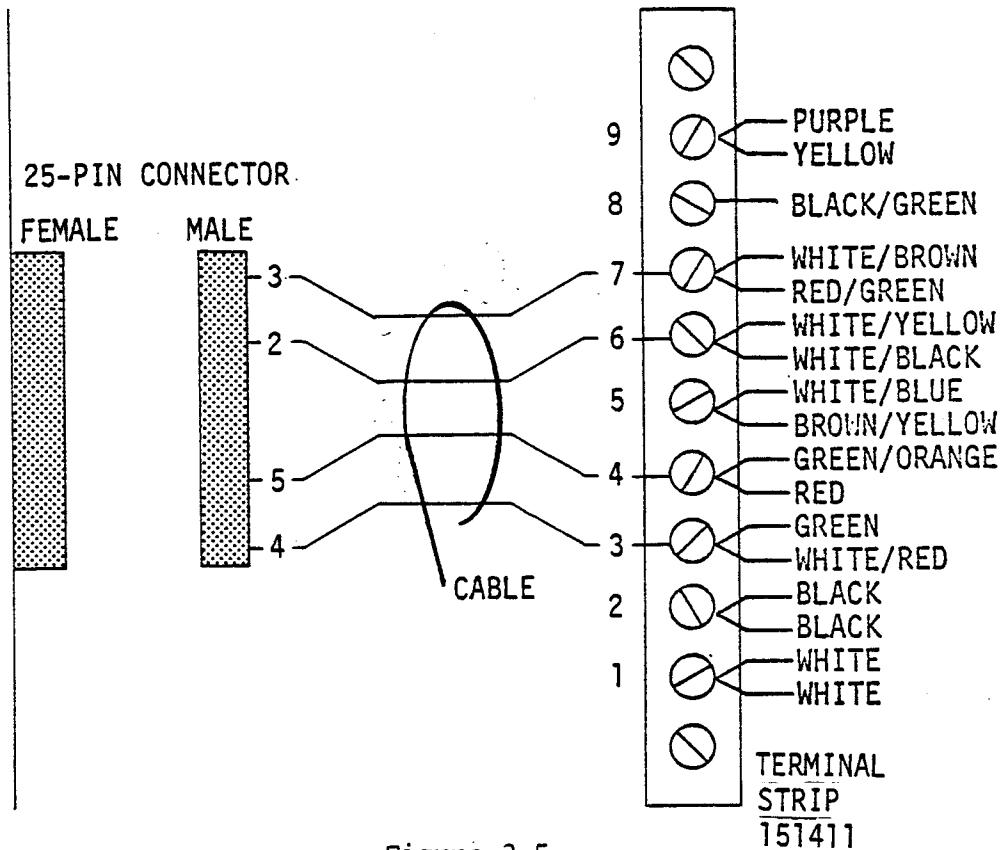 25-PIN CONNECTOR
FEMALE MALE
3
2
5
4
CABLE
9
PURPLE
YELLOW
8
BLACK/GREEN
7
WHITE/BROWN
RED/GREEN
6
WHITE/YELLOW
WHITE/BLACK
5
WHITE/BLUE
BROWN/YELLOW
4
GREEN/ORANGE
RED
3
GREEN
WHITE/RED
2
BLACK
BLACK
1
WHITE
WHITE
TERMINAL
STRIP
151411